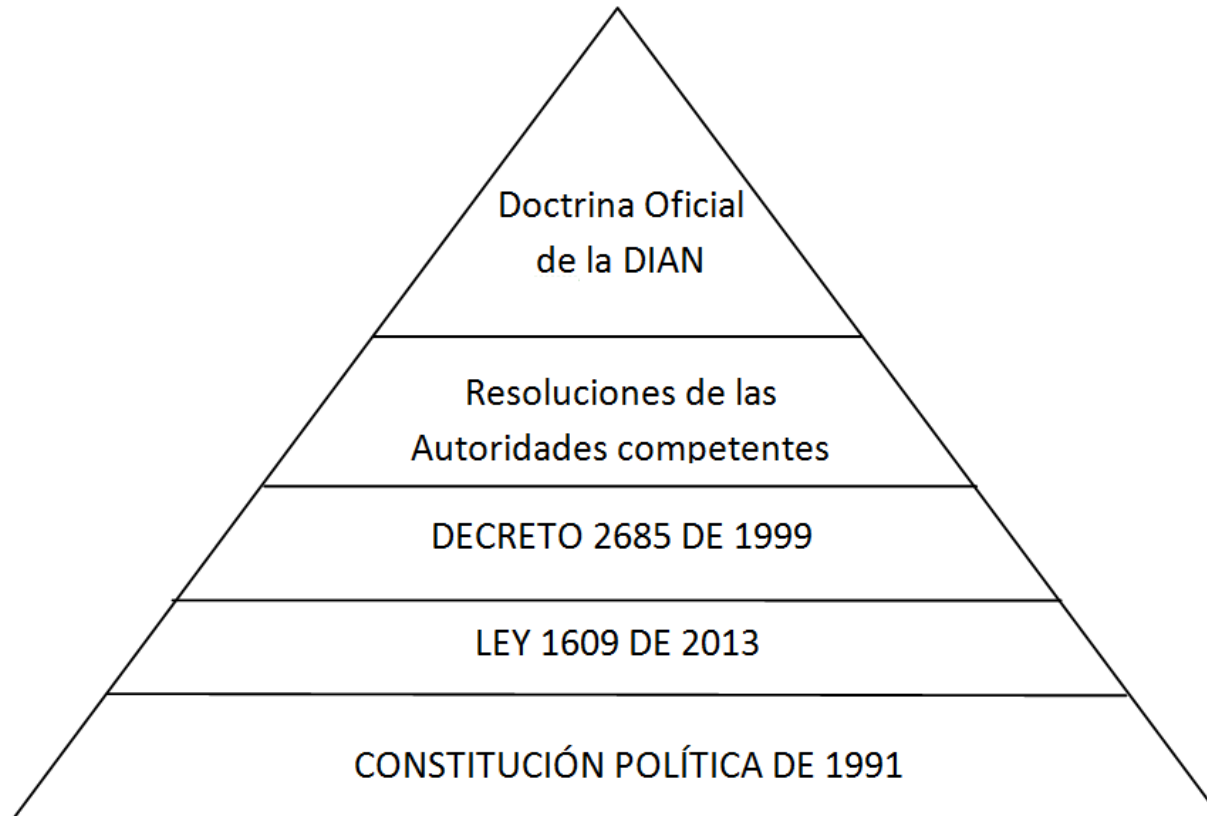 Doctrina Oficial
de la DIAN
Resoluciones de las
Autoridades competentes
DECRETO 2685 DE 1999
LEY 1609 DE 2013
CONSTITUCIÓN POLÍTICA DE 1991